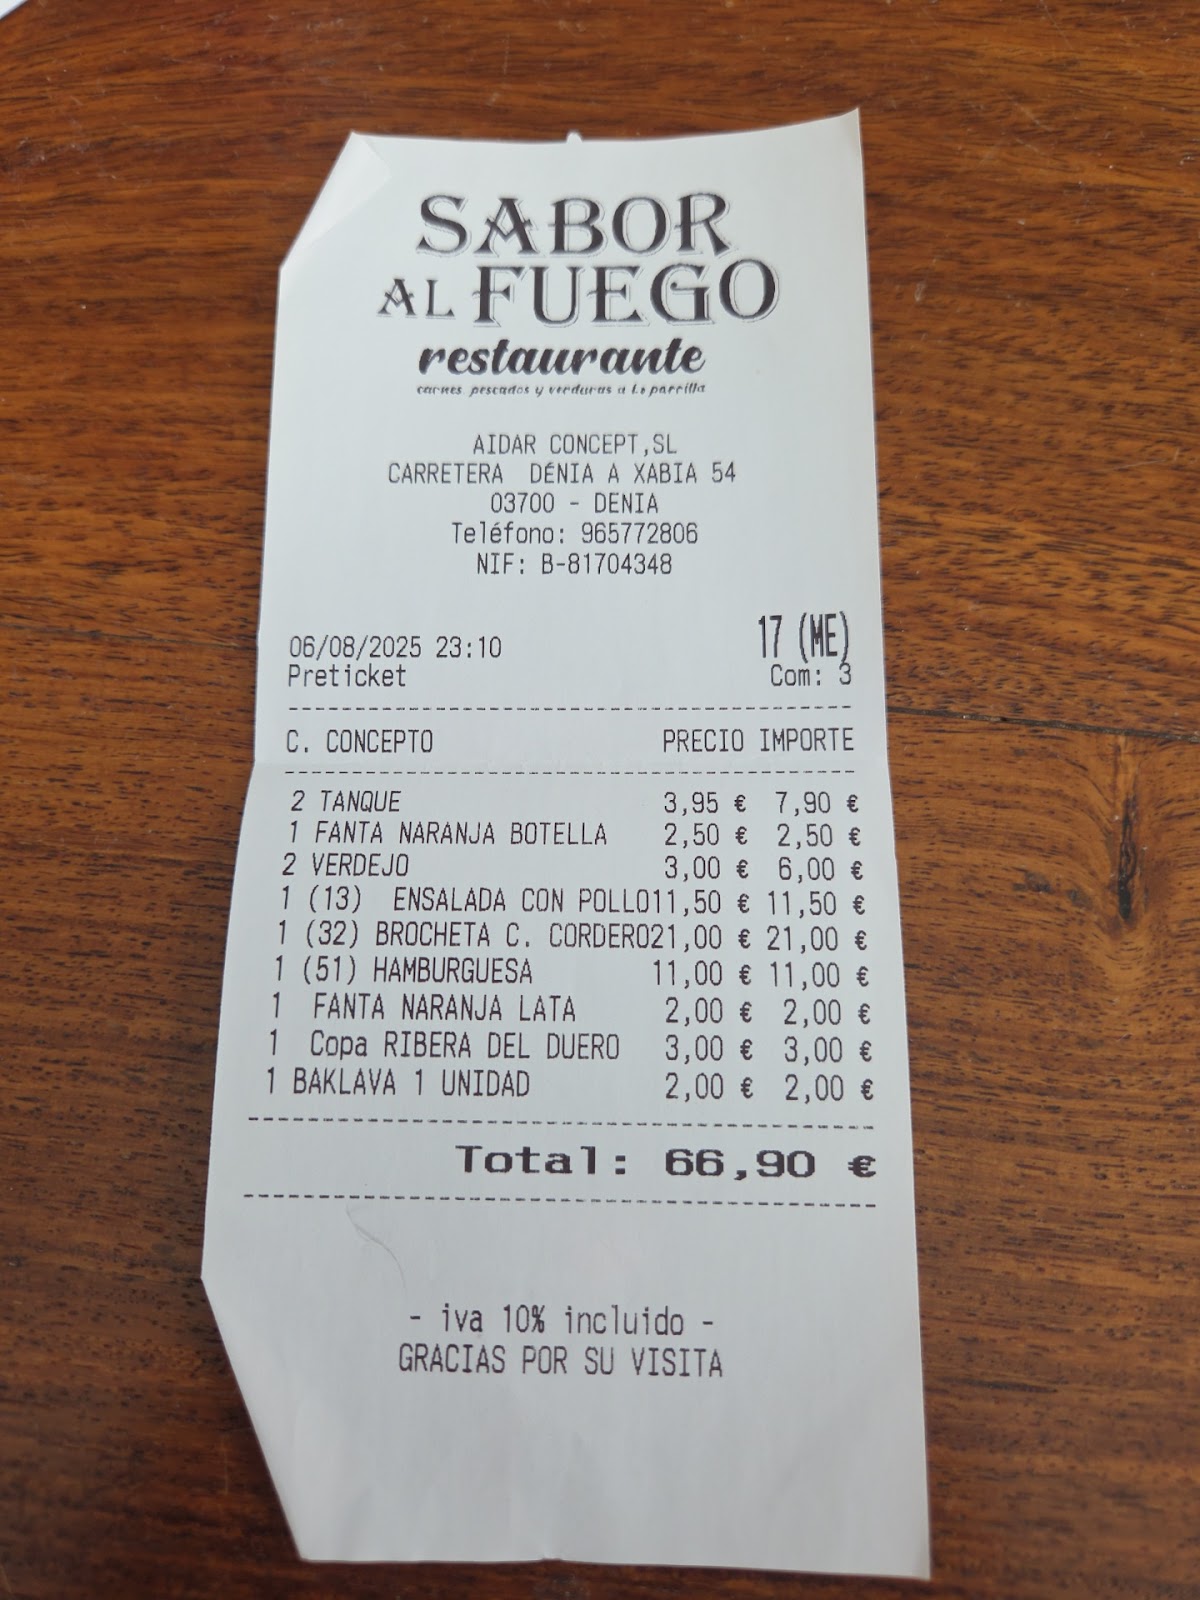 SABOR
AL FUEGO
restaurante
carnes pescados y verduras a La parrilla
AIDAR CONCEPT,SL
CARRETERA DÉNIA A XABIA 54
03700 - DENIA
Teléfono: 965772806
NIF: B-81704348
17 (ME)
06/08/2025 23:10
Preticket Com: 3
C. CONCEPTO PRECIO IMPORTE
2 TANQUE 3,95 € 7,90 €
1 FANTA NARANJA BOTELLA 2,50 € 2,50 €
2 VERDEJO 3,00 € 6,00 €
1 (13) ENSALADA CON POLLO11,50 € 11,50 €
1 (32) BROCHETA C. CORDERO21,00 € 21,00 €
1 (51) HAMBURGUESA 11,00 € 11,00 €
1 FANTA NARANJA LATA 2,00 € 2,00 €
1 Copa RIBERA DEL DUERO 3,00 € 3,00 €
1 BAKLAVA 1 UNIDAD 2,00 € 2,00 €
Total: 66,90 €
- iva 10% incluido -
GRACIAS POR SU VISITA